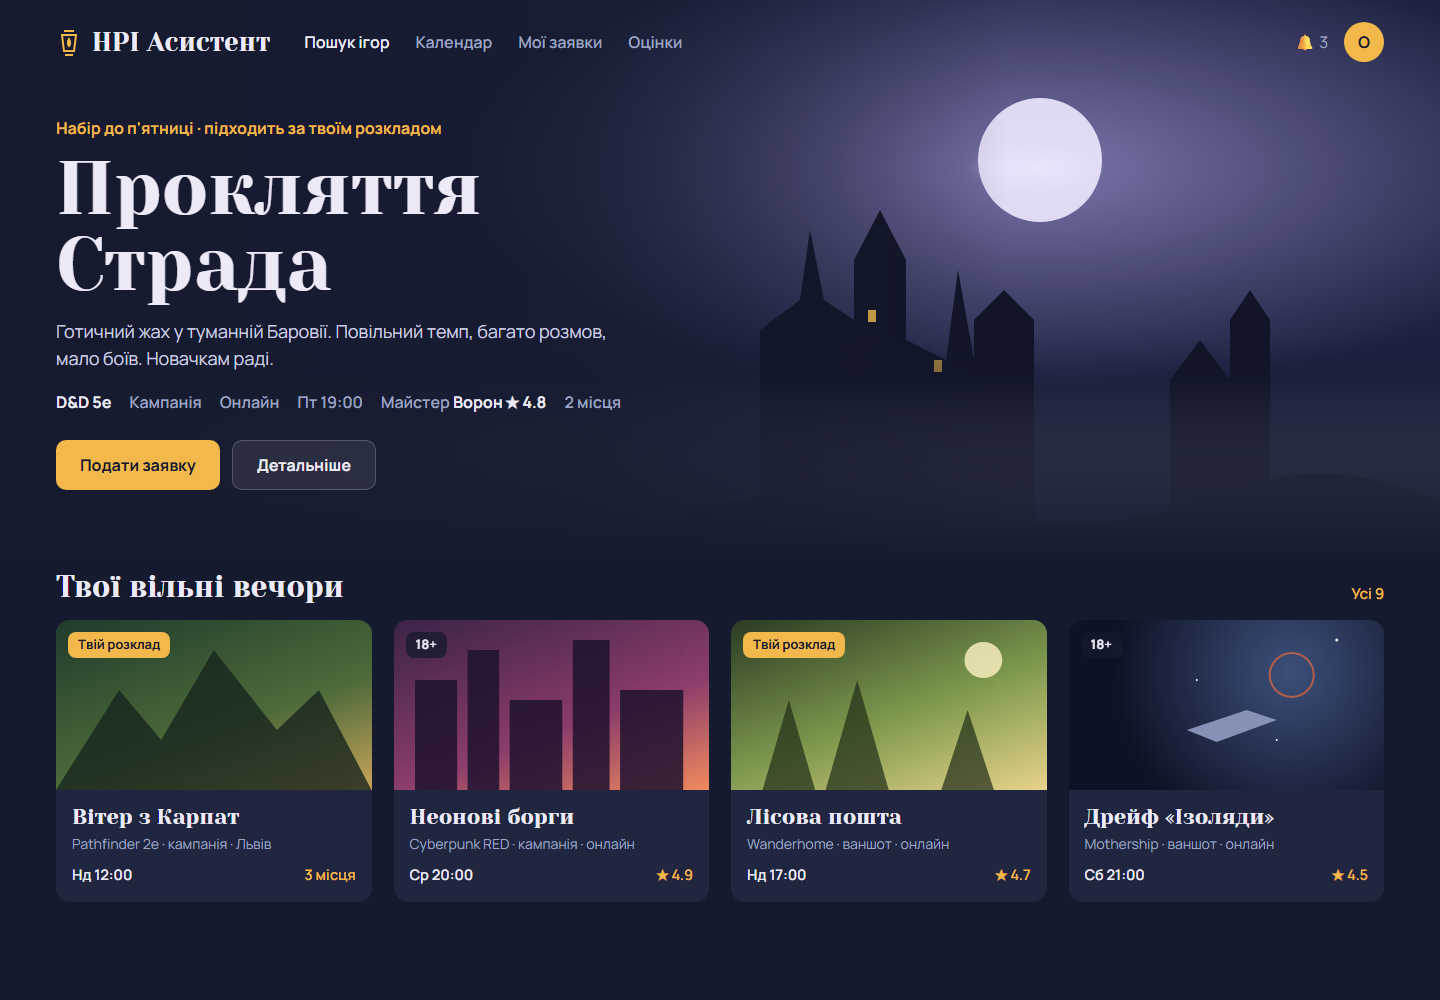 НРІ Асистент
Пошук ігор
Календар
Мої заявки
Оцінки
3
О
Набір до п'ятниці · підходить за твоїм розкладом
Прокляття
Страда
Готичний жах у туманній Баровії. Повільний темп, багато розмов,
мало боїв. Новачкам раді.
D&D 5e Кампанія Онлайн Пт 19:00 Майстер Ворон ★ 4.8 2 місця
Подати заявку
Детальніше
Твої вільні вечори
Усі 9
Твій розклад
18+
Твій розклад
18+
Вітер з Карпат
Pathfinder 2e · кампанія · Львів
Нд 12:00
3 місця
Неонові борги
Cyberpunk RED · кампанія · онлайн
Ср 20:00
★ 4.9
Лісова пошта
Wanderhome · ваншот · онлайн
Нд 17:00
★ 4.7
Дрейф «Ізоляди»
Mothership · ваншот · онлайн
Сб 21:00
★ 4.5